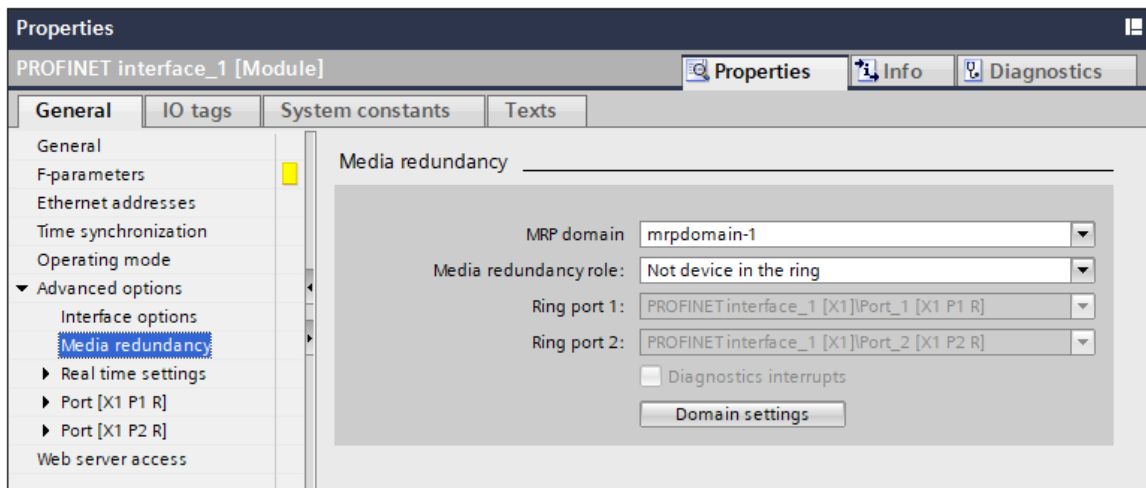 Properties
PROFINET interface_1 [Module]
Properties
Info
Diagnostics
General
IO tags
System constants
Texts
General
F-parameters
Ethernet addresses
Time synchronization
Operating mode
Advanced options
Interface options
Media redundancy
Real time settings
Port [X1 P1 R]
Port [X1 P2 R]
Web server access
Media redundancy
MRP domain mrpdomain-1
Media redundancy role: Not device in the ring
Ring port 1: PROFINET interface_1 [X1]\Port_1 [X1 P1 R]
Ring port 2: PROFINET interface_1 [X1]\Port_2 [X1 P2 R]
Diagnostics interrupts
Domain settings